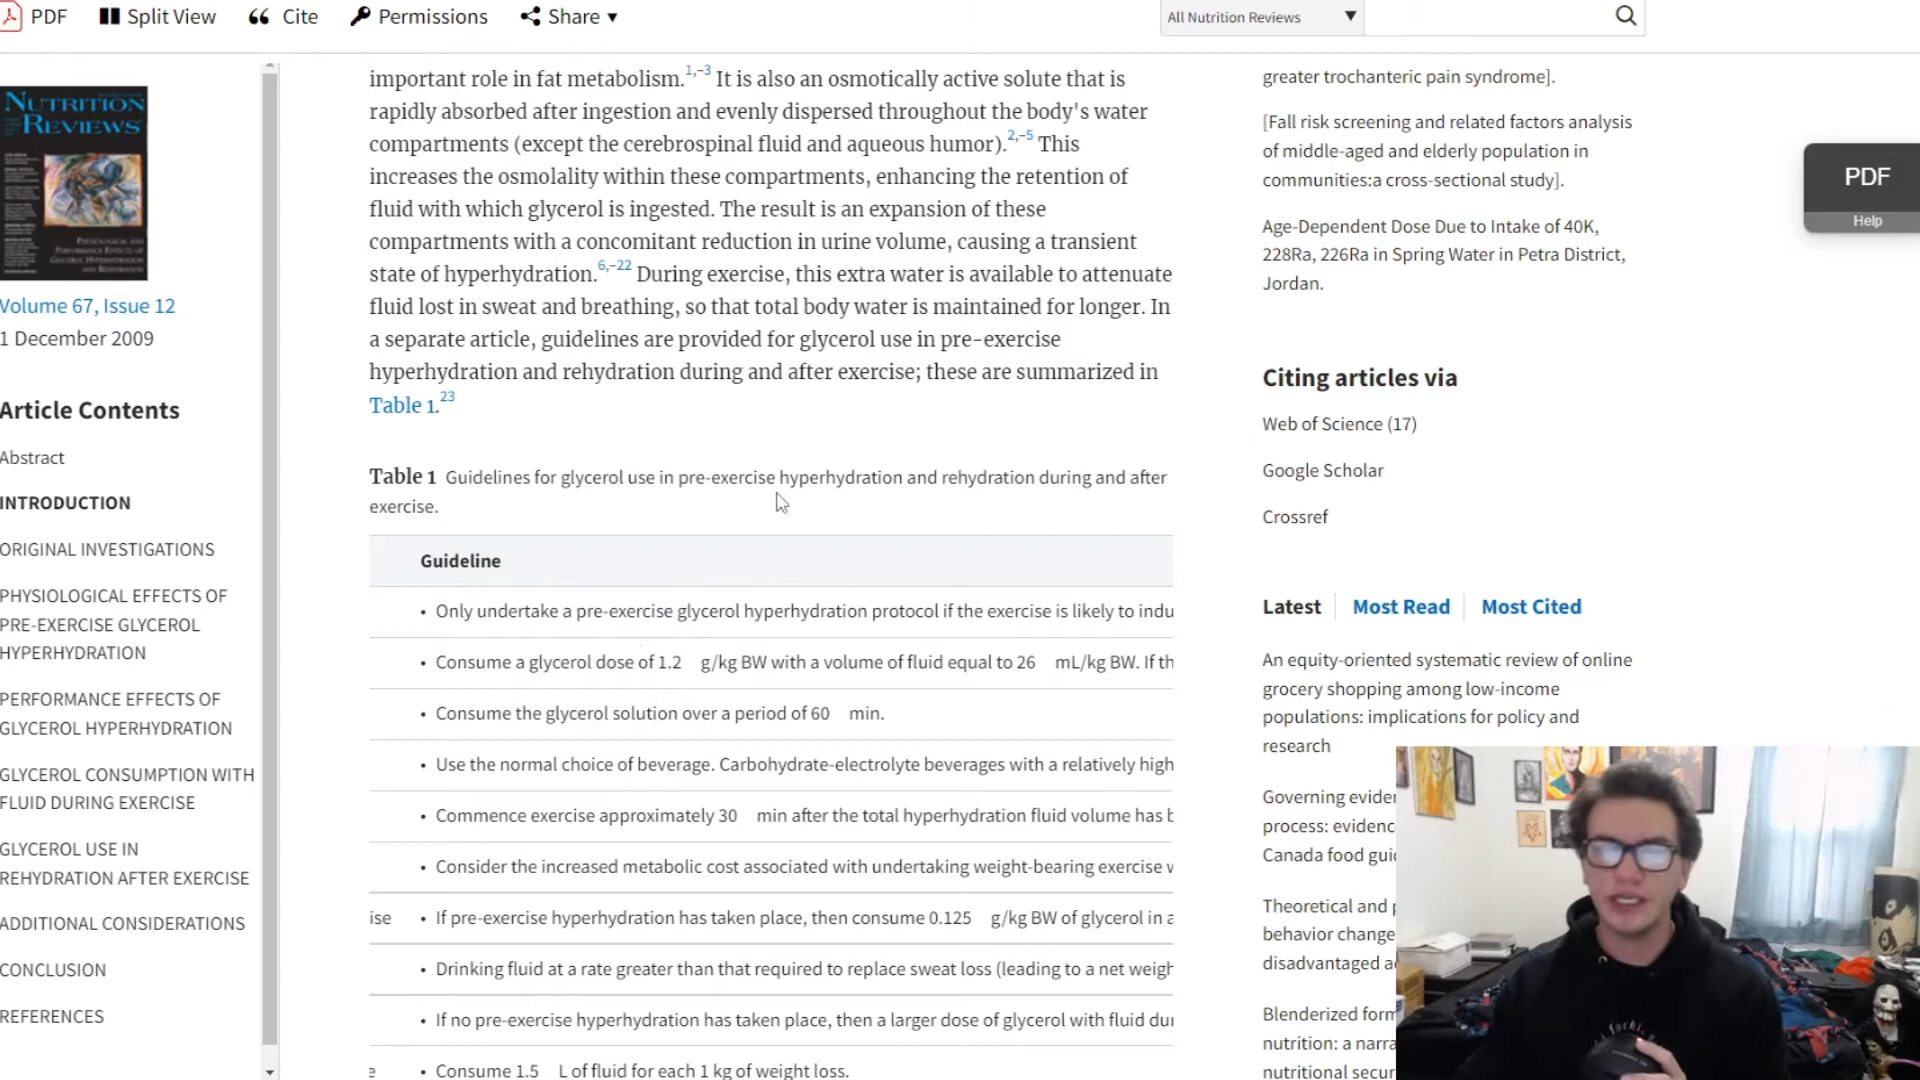 PDF
Split View
Cite
Permissions
Share
All Nutrition Reviews
NUTRITION
REVIEWS
PHYSIOLOGICAL AND
PERFORMANCE EFFECTS OF
GLYCEROL HYPERHYDRATION
AND REHYDRATION
Volume 67, Issue 12
1 December 2009
Article Contents
Abstract
INTRODUCTION
ORIGINAL INVESTIGATIONS
PHYSIOLOGICAL EFFECTS OF
PRE-EXERCISE GLYCEROL
HYPERHYDRATION
PERFORMANCE EFFECTS OF
GLYCEROL HYPERHYDRATION
GLYCEROL CONSUMPTION WITH
FLUID DURING EXERCISE
GLYCEROL USE IN
REHYDRATION AFTER EXERCISE
ADDITIONAL CONSIDERATIONS
CONCLUSION
REFERENCES
important role in fat metabolism.1,–3 It is also an osmotically active solute that is
rapidly absorbed after ingestion and evenly dispersed throughout the body's water
compartments (except the cerebrospinal fluid and aqueous humor).2,–5 This
increases the osmolality within these compartments, enhancing the retention of
fluid with which glycerol is ingested. The result is an expansion of these
compartments with a concomitant reduction in urine volume, causing a transient
state of hyperhydration.6,–22 During exercise, this extra water is available to attenuate
fluid lost in sweat and breathing, so that total body water is maintained for longer. In
a separate article, guidelines are provided for glycerol use in pre-exercise
hyperhydration and rehydration during and after exercise; these are summarized in
Table 1.23
Table 1 Guidelines for glycerol use in pre-exercise hyperhydration and rehydration during and after
exercise.
Guideline
• Only undertake a pre-exercise glycerol hyperhydration protocol if the exercise is likely to indu
• Consume a glycerol dose of 1.2 g/kg BW with a volume of fluid equal to 26 mL/kg BW. If th
• Consume the glycerol solution over a period of 60 min.
• Use the normal choice of beverage. Carbohydrate-electrolyte beverages with a relatively high
• Commence exercise approximately 30 min after the total hyperhydration fluid volume has b
• Consider the increased metabolic cost associated with undertaking weight-bearing exercise w
ise • If pre-exercise hyperhydration has taken place, then consume 0.125 g/kg BW of glycerol in a
• Drinking fluid at a rate greater than that required to replace sweat loss (leading to a net weigh
• If no pre-exercise hyperhydration has taken place, then a larger dose of glycerol with fluid dur
e • Consume 1.5 L of fluid for each 1 kg of weight loss.
greater trochanteric pain syndrome].
[Fall risk screening and related factors analysis
of middle-aged and elderly population in
communities:a cross-sectional study].
Age-Dependent Dose Due to Intake of 40K,
228Ra, 226Ra in Spring Water in Petra District,
Jordan.
Citing articles via
Web of Science (17)
Google Scholar
Crossref
Latest
Most Read
Most Cited
An equity-oriented systematic review of online
grocery shopping among low-income
populations: implications for policy and
research
Governing evide
process: evidenc
Canada food guid
Theoretical and p
behavior change
disadvantaged a
Blenderized form
nutrition: a narra
nutritional secur
PDF
Help